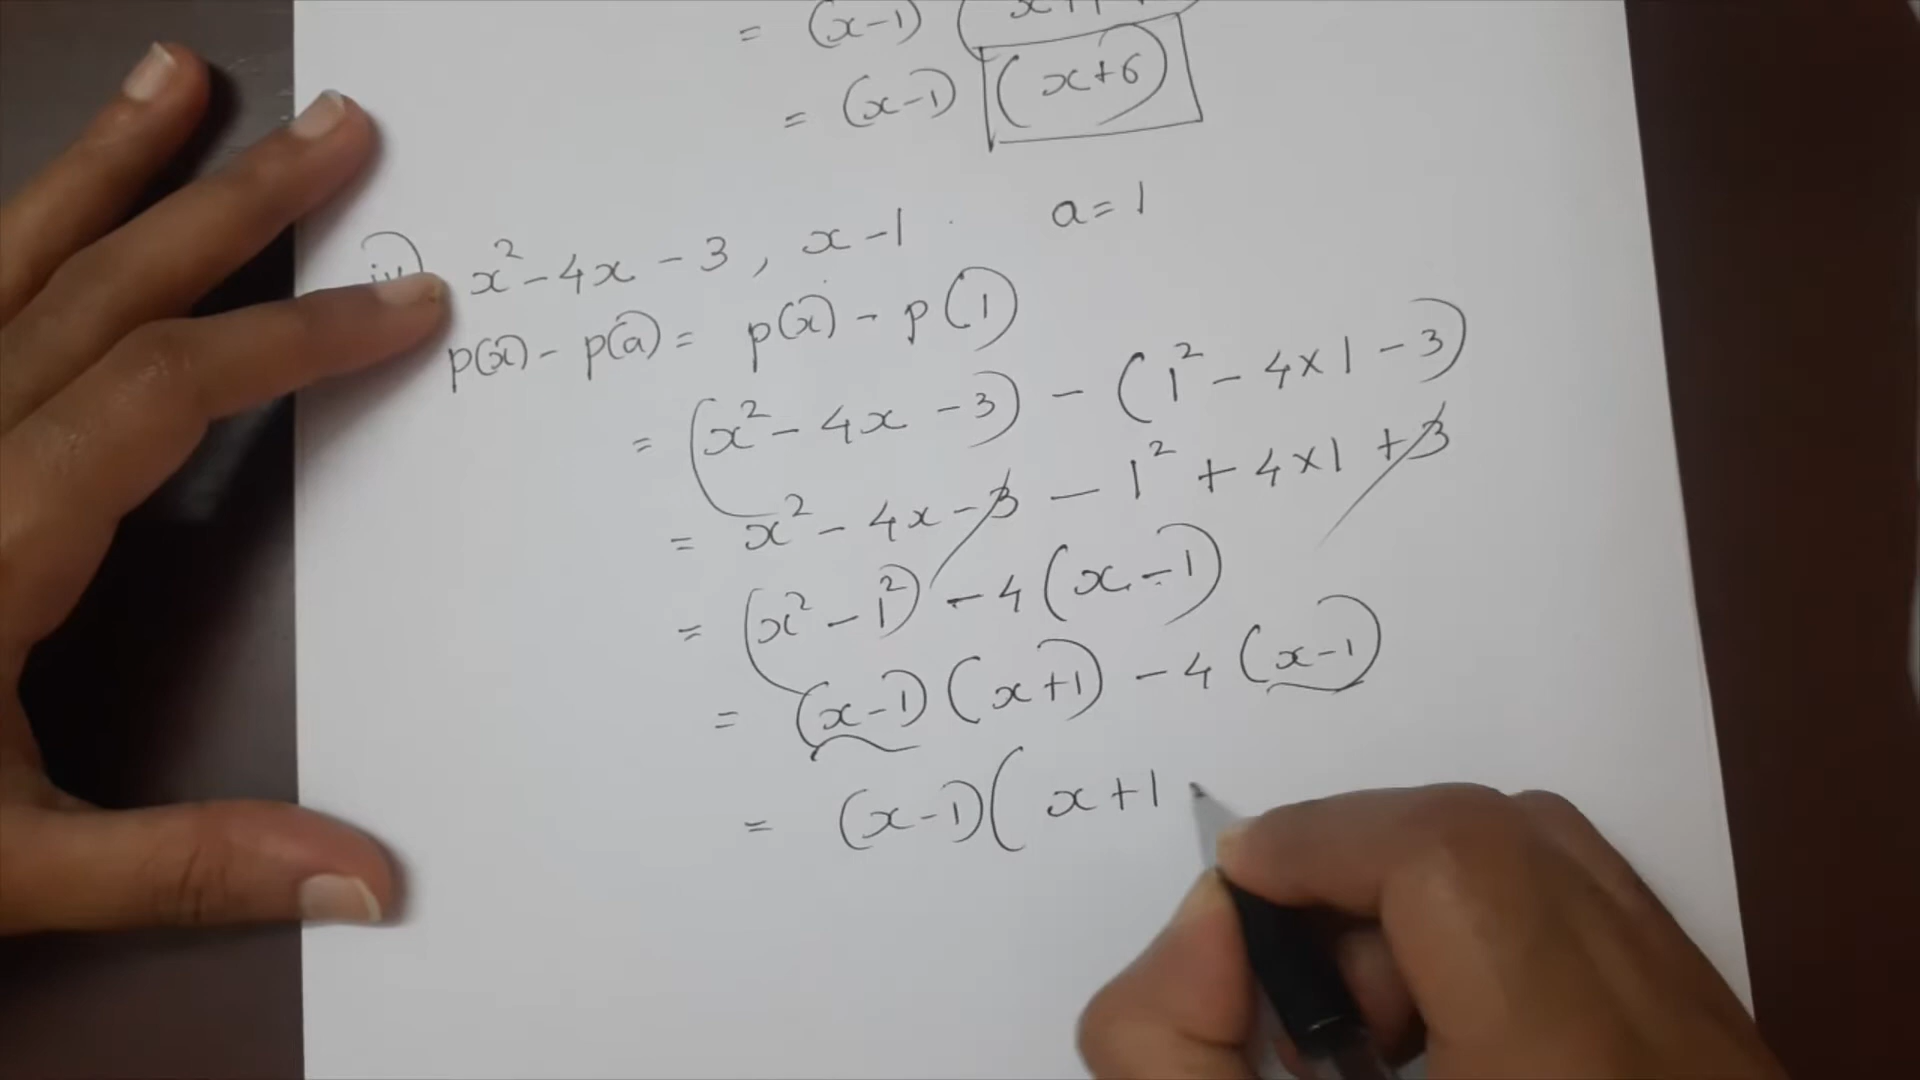 = (x-1)
= (x-1) (x+6)
iv) x² - 4x - 3, x - 1 a = 1
p(x) - p(a) = p(x) - p(1)
= (x² - 4x - 3) - (1² - 4×1 - 3)
= x² - 4x - 3 - 1² + 4×1 + 3
= (x² - 1²) - 4(x - 1)
= (x-1)(x+1) - 4(x-1)
= (x-1)(x+1